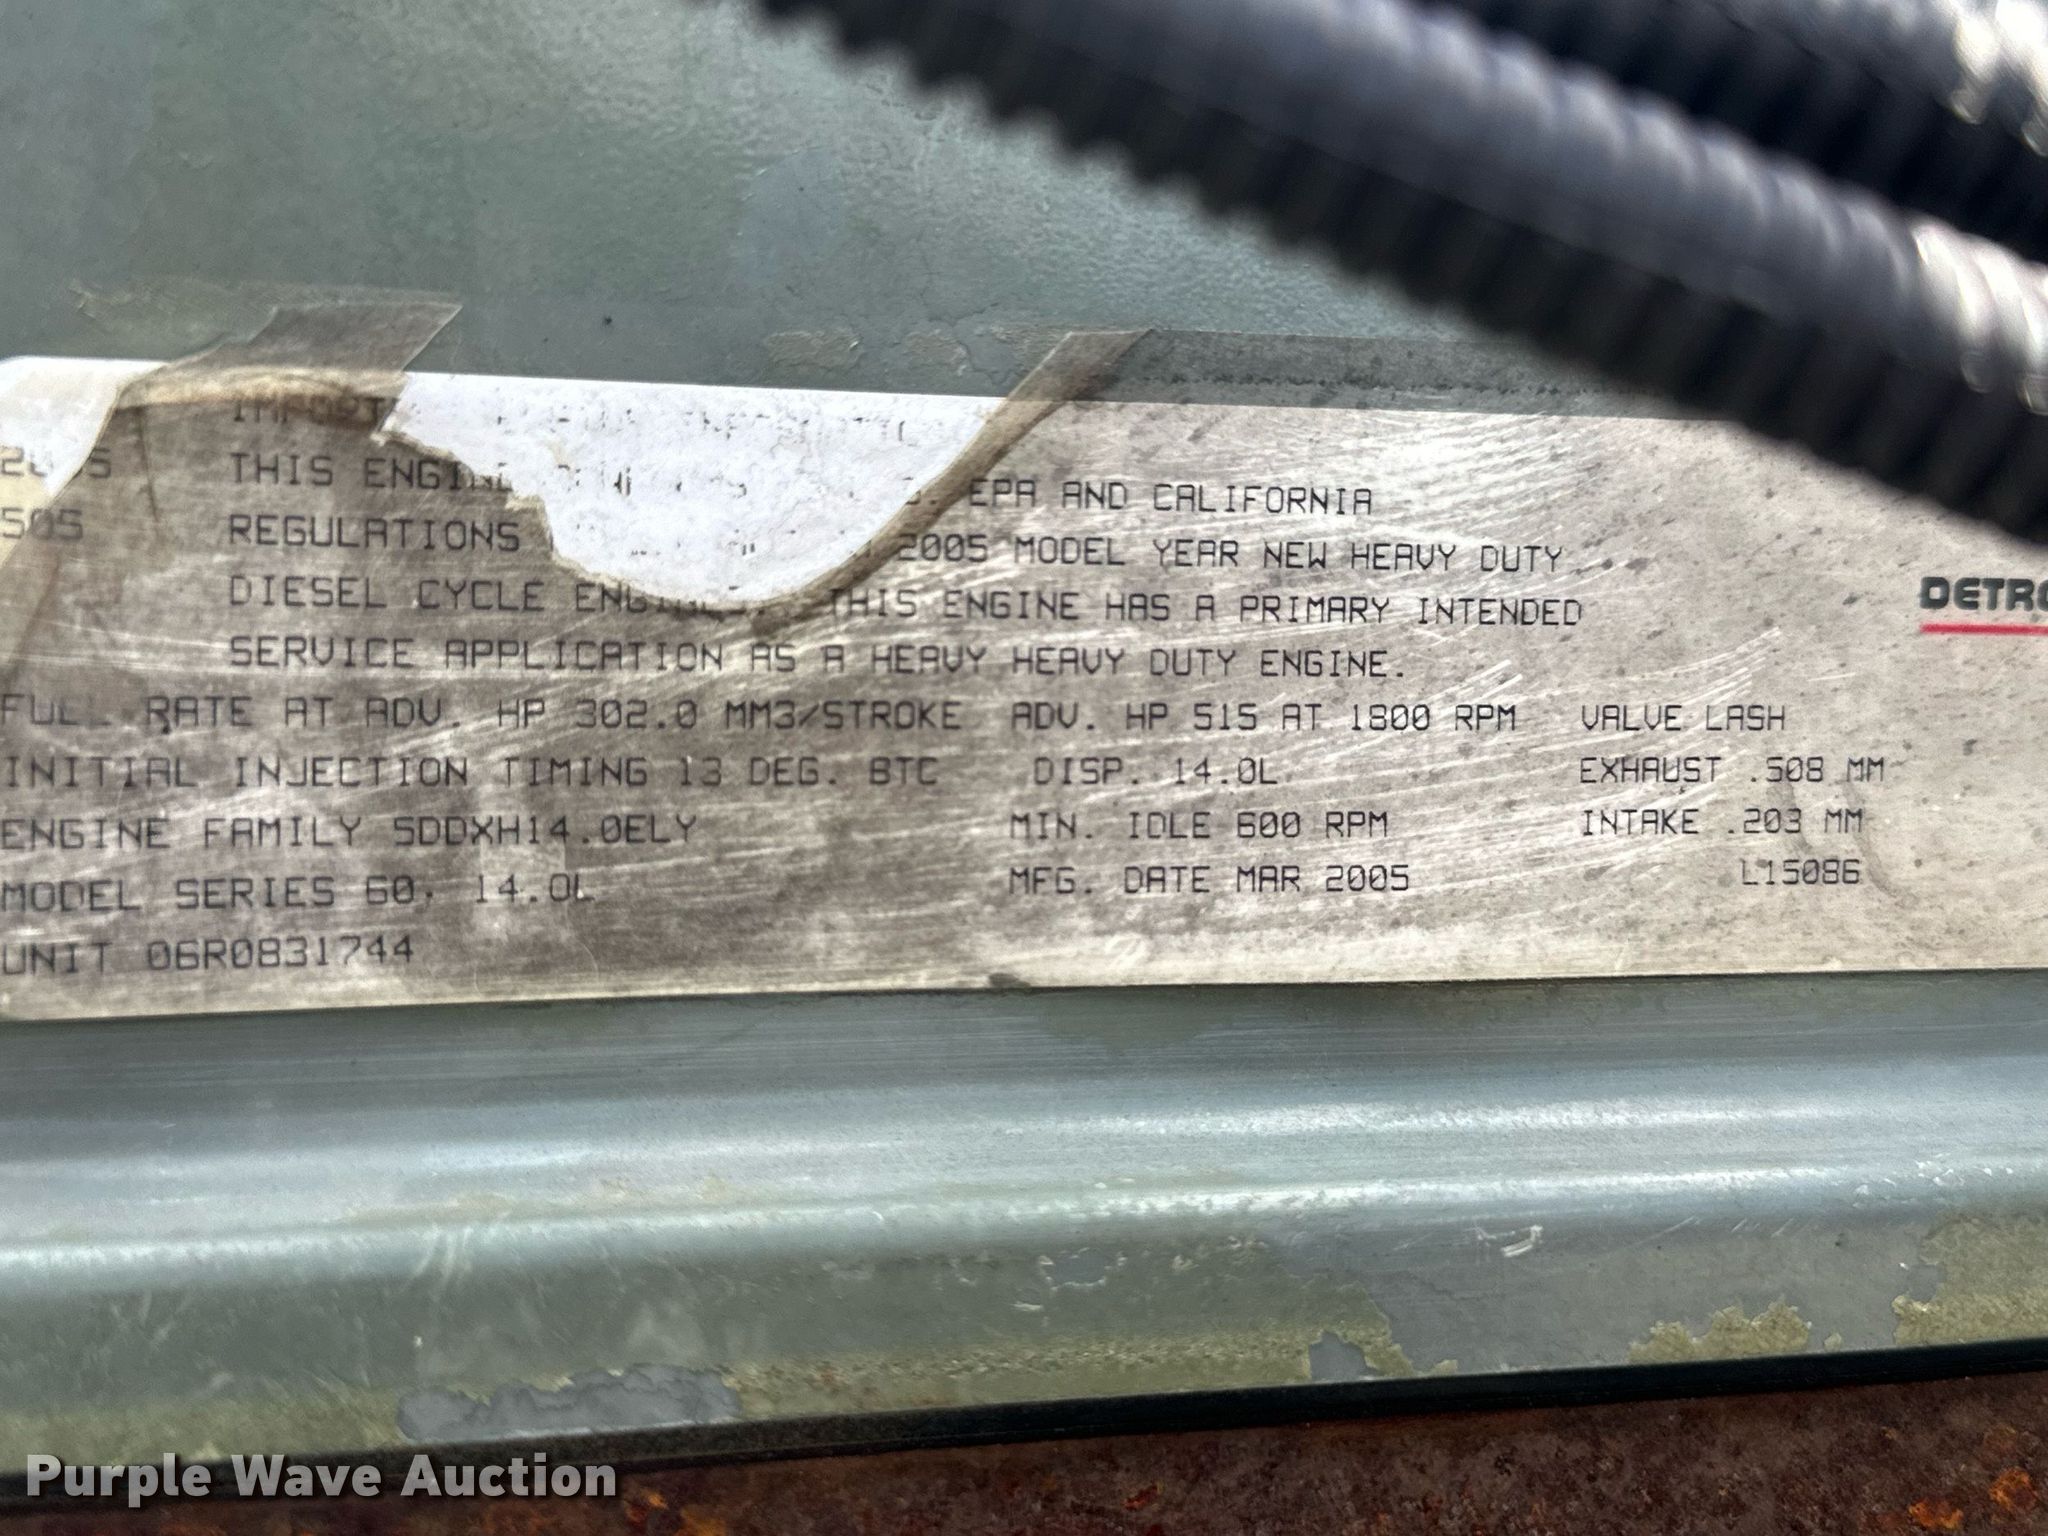 THIS EPA AND CALIFORNIA
505 REGULATIONS 2005 MODEL YEAR NEW HEAVY DUTY
DIESEL CYCLE THIS ENGINE HAS A PRIMARY INTENDED
SERVICE APPLICATION AS A HEAVY HEAVY DUTY ENGINE.
FULL RATE AT ADV. HP 302.0 MM3/STROKE ADV. HP 515 AT 1800 RPM VALVE LASH
INITIAL INJECTION TIMING 13 DEG. BTC DISP. 14.0L EXHAUST .508 MM
ENGINE FAMILY 5DDXH14.0ELY MIN. IDLE 600 RPM INTAKE .203 MM
MODEL SERIES 60, 14.0L MFG. DATE MAR 2005 L15086
UNIT 06R0831744
DETRO
Purple Wave Auction